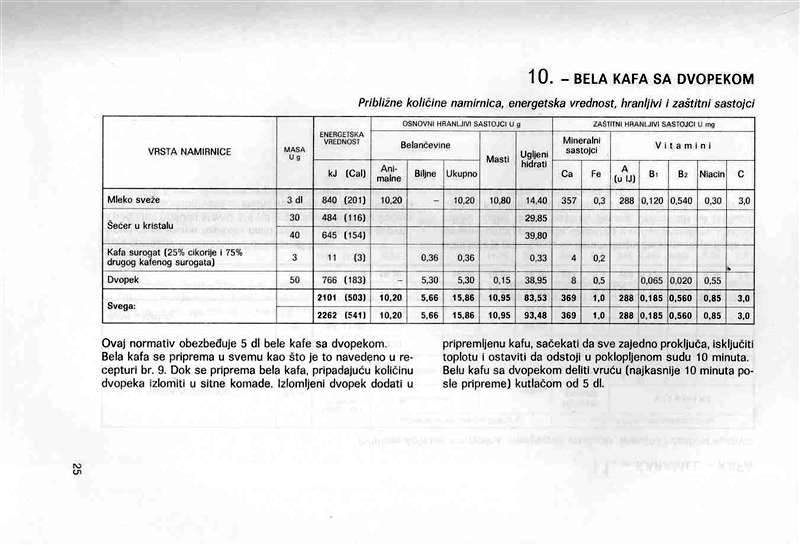 10. – BELA KAFA SA DVOPEKOM
Približne količine namirnica, energetska vrednost, hranljivi i zaštitni sastojci
VRSTA NAMIRNICE MASA U g ENERGETSKA VREDNOST OSNOVNI HRANLJIVI SASTOJCI U g ZAŠTITNI HRANLJIVI SASTOJCI U mg
Belančevine Masti Ugljeni hidrati Mineralni sastojci Vitamini
kJ (Cal) Ani-malne Biljne Ukupno Ca Fe A (u IJ) B1 B2 Niacin C
Mleko sveže 3 dl 840 (201) 10,20 – 10,20 10,80 14,40 357 0,3 288 0,120 0,540 0,30 3,0
Šećer u kristalu 30 484 (116) 29,85
40 645 (154) 39,80
Kafa surogat (25% cikorije i 75%
drugog kafenog surogata) 3 11 (3) 0,36 0,36 0,33 4 0,2
Dvopek 50 766 (183) – 5,30 5,30 0,15 38,95 8 0,5 0,065 0,020 0,55
Svega: 2101 (503) 10,20 5,66 15,86 10,95 83,53 369 1,0 288 0,185 0,560 0,85 3,0
2262 (541) 10,20 5,66 15,86 10,95 93,48 369 1,0 288 0,185 0,560 0,85 3,0
Ovaj normativ obezbeđuje 5 dl bele kafe sa dvopekom.
Bela kafa se priprema u svemu kao što je to navedeno u re-
cepturi br. 9. Dok se priprema bela kafa, pripadajuću količinu
dvopeka izlomiti u sitne komade. Izlomljeni dvopek dodati u
pripremljenu kafu, sačekati da sve zajedno proključa, isključiti
toplotu i ostaviti da odstoji u poklopljenom sudu 10 minuta.
Belu kafu sa dvopekom deliti vruću (najkasnije 10 minuta po-
sle pripreme) kutlačom od 5 dl.
25